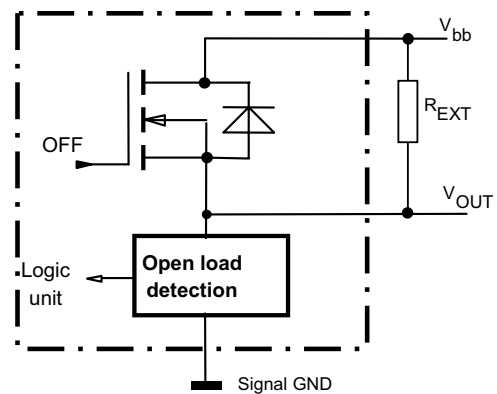 V_bb
R_EXT
OFF
V_OUT
Open load
detection
Logic
unit
Signal GND